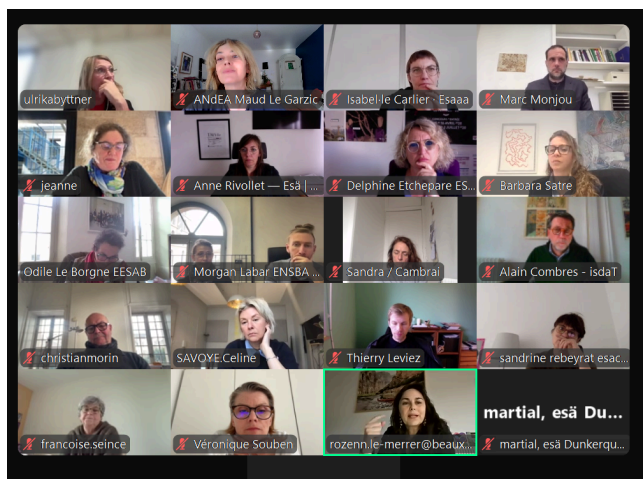 ulrikabyttner
ANdEA Maud Le Garzic
Isabelle Carlier - Esaaa
Marc Monjou
jeanne
Anne Rivollet — Esä | ...
Delphine Etchepare ES...
Barbara Satre
Odile Le Borgne EESAB
Morgan Labar ENSBA ...
Sandra / Cambrai
Alain Combres - isdaT
christianmorin
SAVOYE.Celine
Thierry Leviez
sandrine rebeyrat esac...
francoise.seince
Véronique Souben
rozenn.le-merrer@beaux...
martial, esä Du...
martial, esä Dunkerqu...